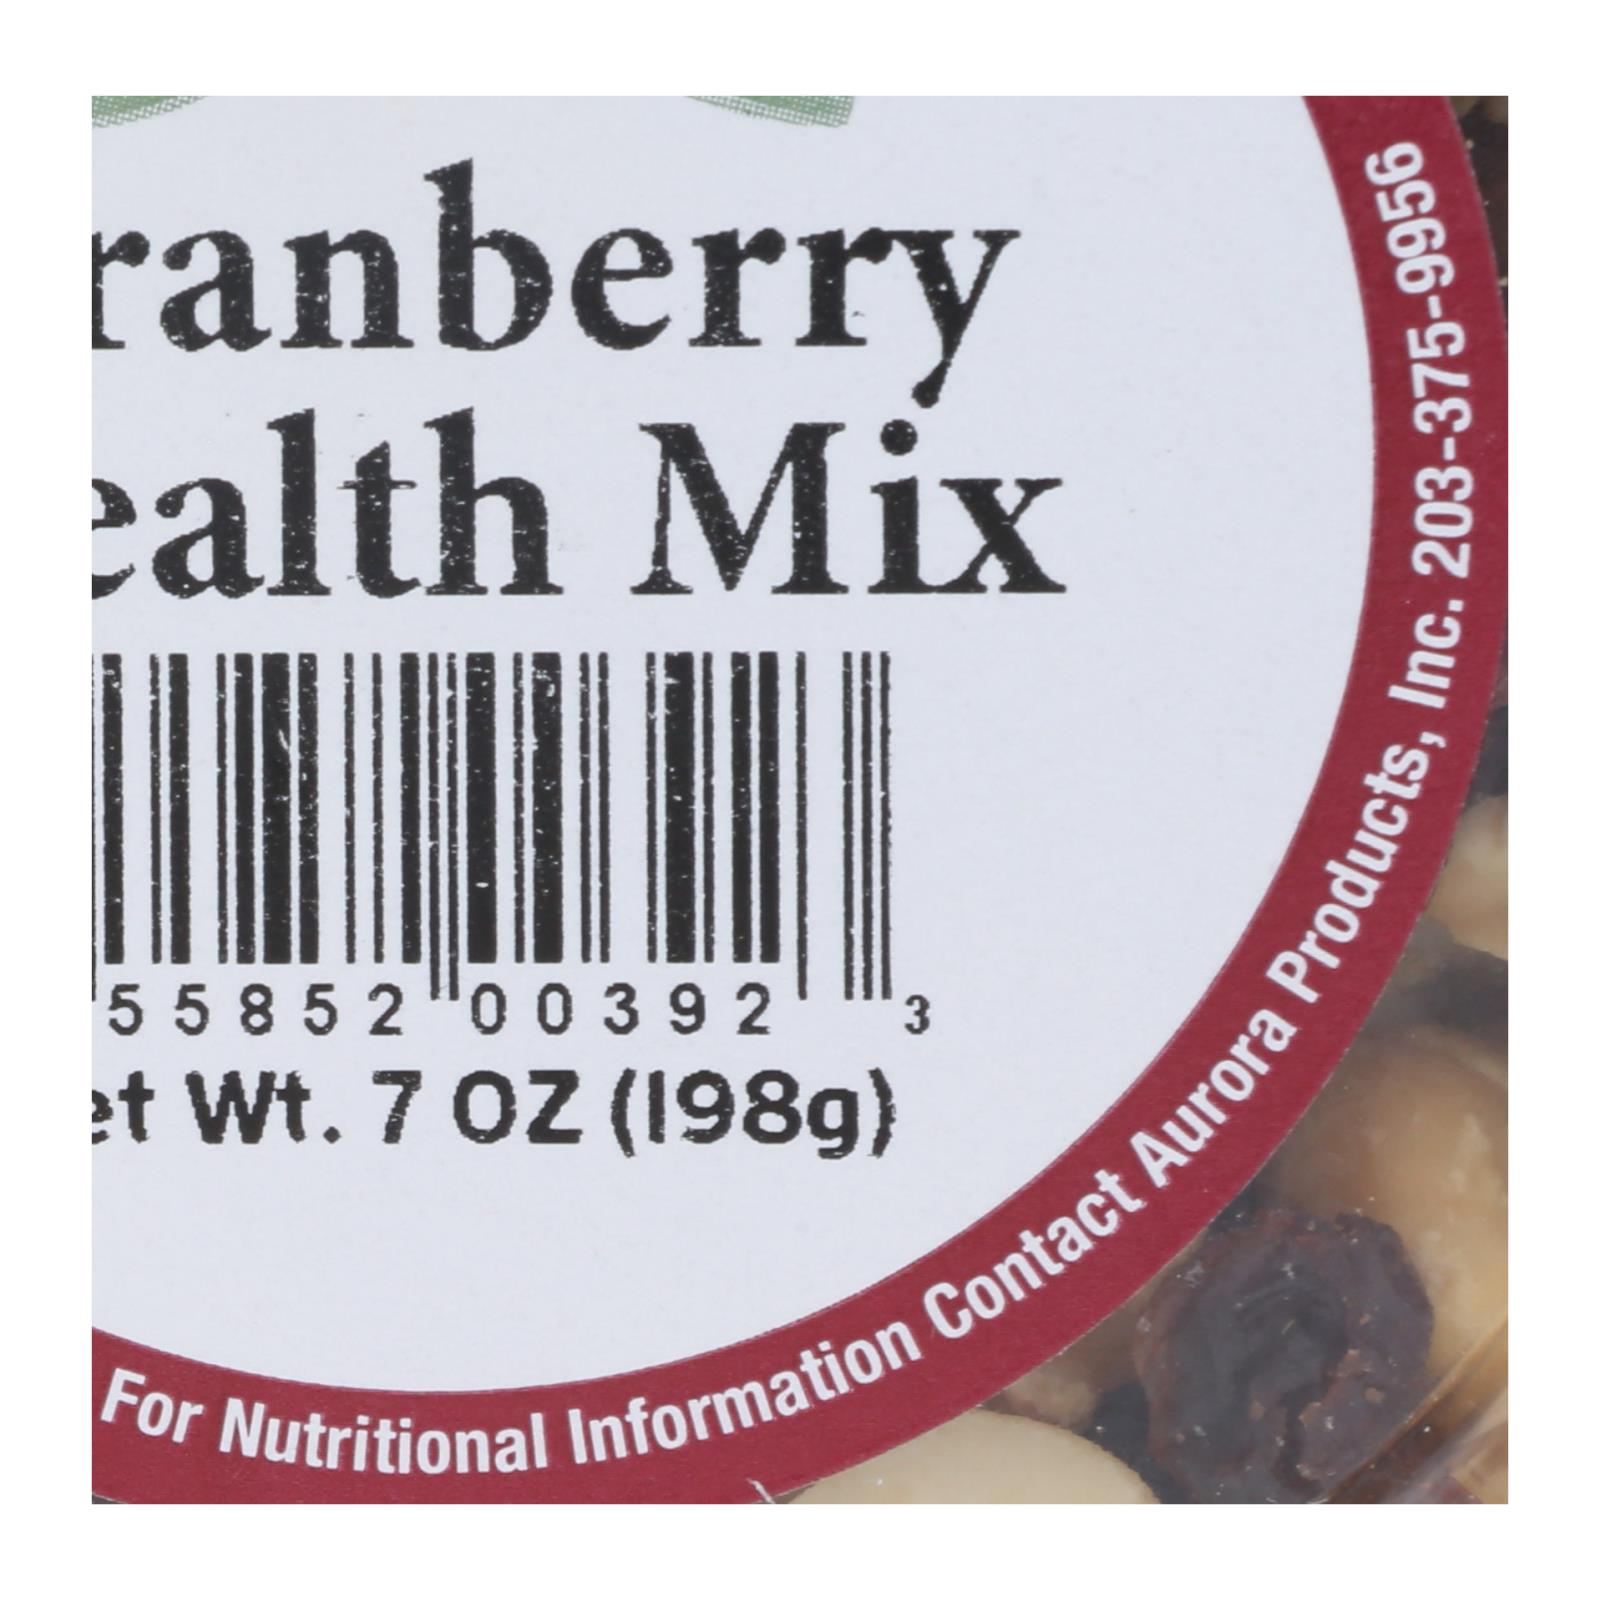 ranberry
ealth Mix
55852 00392 3
et Wt. 7 OZ (198g)
For Nutritional Information Contact Aurora Products, Inc. 203-375-9956